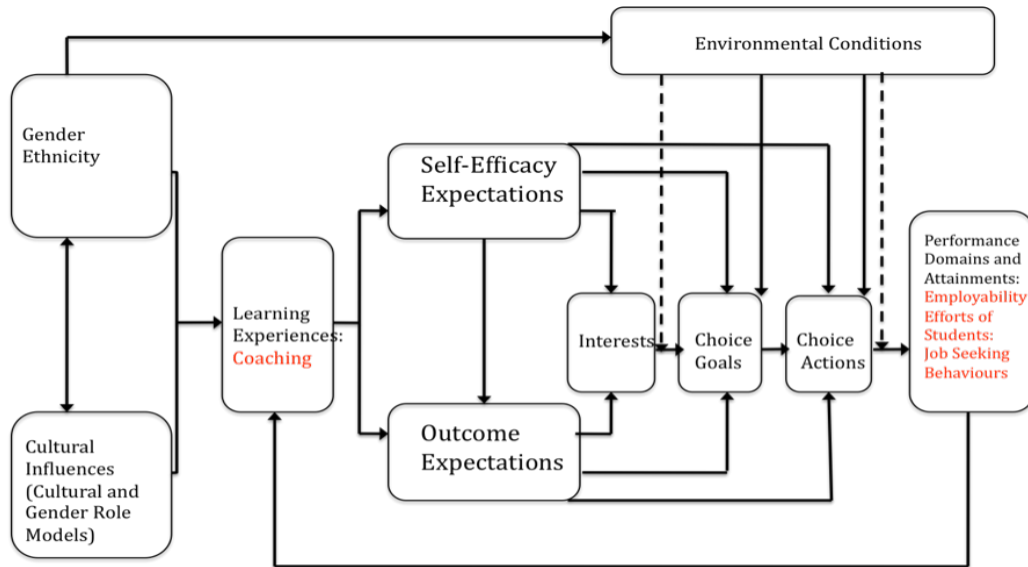 Environmental Conditions
Gender
Ethnicity
Self-Efficacy
Expectations
Performance
Domains and
Attainments:
Employability
Efforts of
Students:
Job Seeking
Behaviours
Learning
Experiences:
Coaching
Interests
Choice
Goals
Choice
Actions
Outcome
Expectations
Cultural
Influences
(Cultural and
Gender Role
Models)